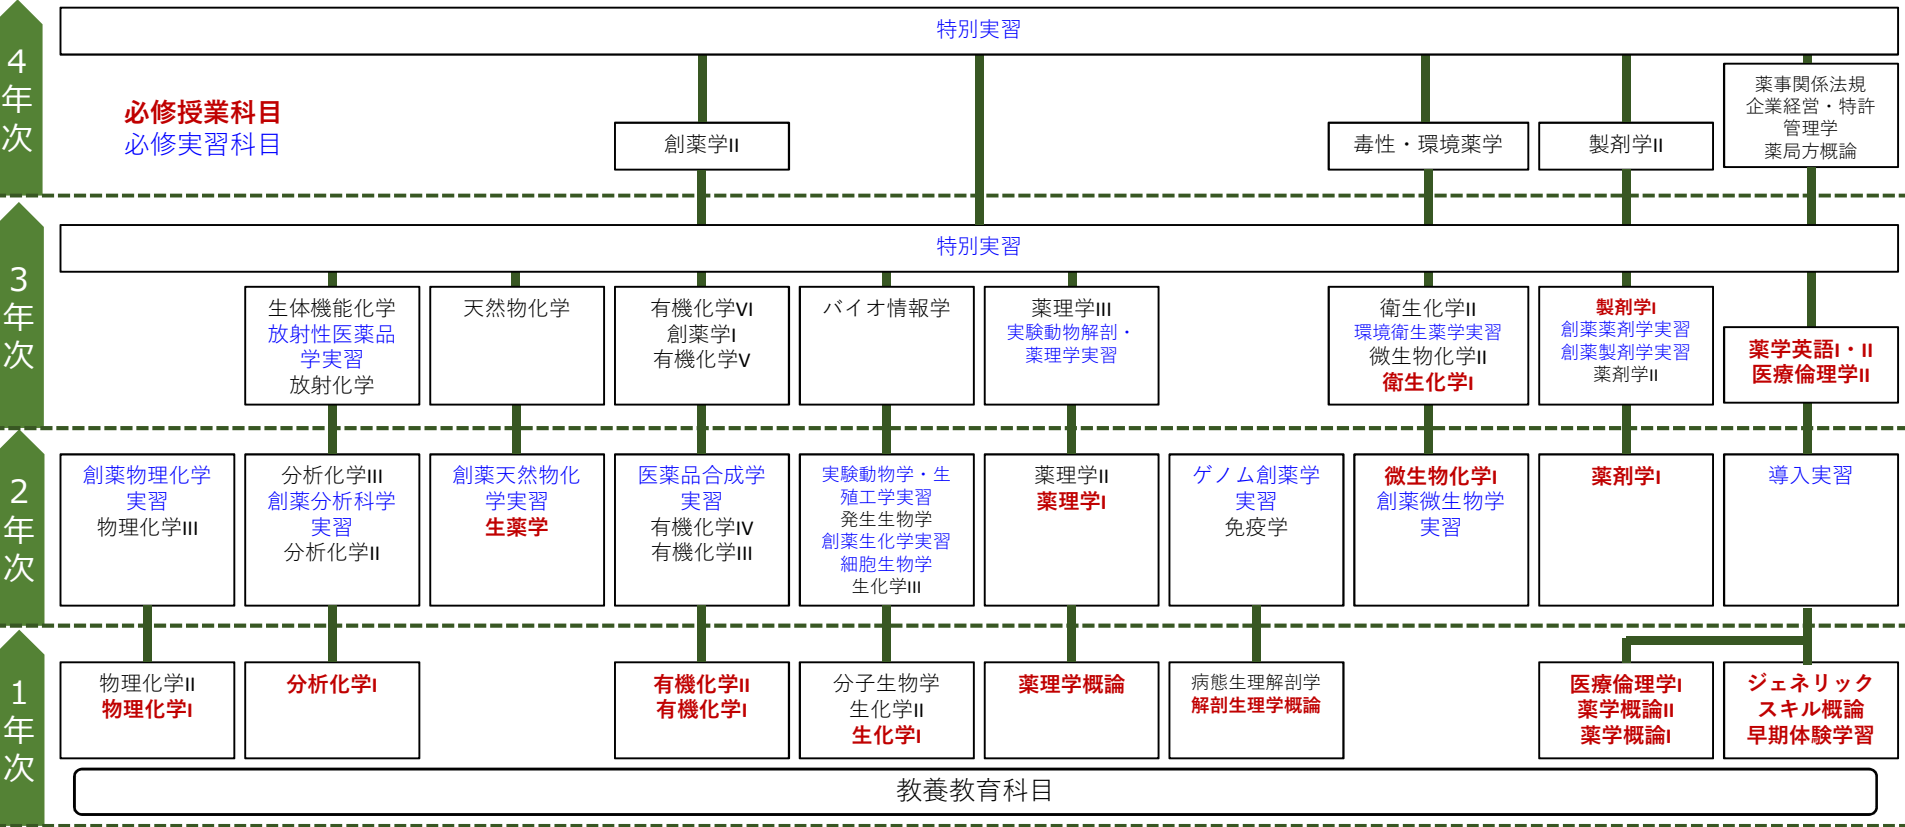 4年次
特別実習
必修授業科目
必修実習科目
創薬学II
毒性・環境薬学
製剤学II
薬事関係法規
企業経営・特許
管理学
薬局方概論
3年次
特別実習
生体機能化学
放射性医薬品
学実習
放射化学
天然物化学
有機化学VI
創薬学I
有機化学V
バイオ情報学
薬理学III
実験動物解剖・
薬理学実習
衛生化学II
環境衛生薬学実習
微生物化学II
衛生化学I
製剤学I
創薬薬剤学実習
創薬製剤学実習
薬剤学II
薬学英語I・II
医療倫理学II
2年次
創薬物理化学
実習
物理化学III
分析化学III
創薬分析科学
実習
分析化学II
創薬天然物化
学実習
生薬学
医薬品合成学
実習
有機化学IV
有機化学III
実験動物学・生
殖工学実習
発生生物学
創薬生化学実習
細胞生物学
生化学III
薬理学II
薬理学I
ゲノム創薬学
実習
免疫学
微生物化学I
創薬微生物学
実習
薬剤学I
導入実習
1年次
物理化学II
物理化学I
分析化学I
有機化学II
有機化学I
分子生物学
生化学II
生化学I
薬理学概論
病態生理解剖学
解剖生理学概論
医療倫理学I
薬学概論II
薬学概論I
ジェネリック
スキル概論
早期体験学習
教養教育科目